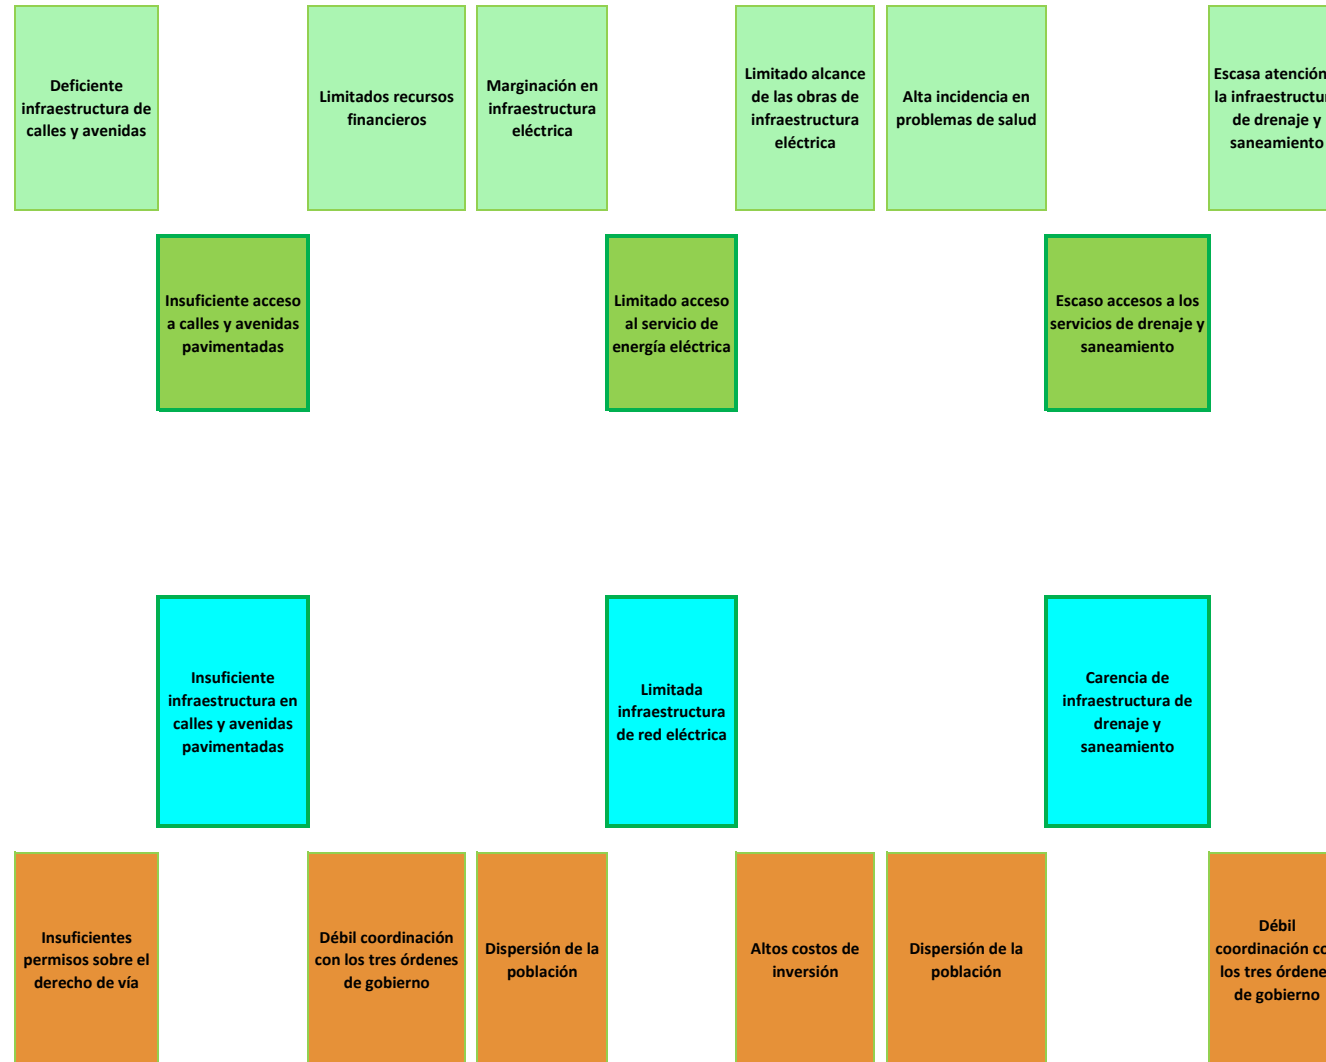 Deficiente
infraestructura de
calles y avenidas
Limitados recursos
financieros
Marginación en
infraestructura
eléctrica
Limitado alcance
de las obras de
infraestructura
eléctrica
Alta incidencia en
problemas de salud
Escasa atención
la
de drenaje y
saneamiento
Insuficiente acceso
a calles y avenidas
pavimentadas
Limitado acceso
al servicio de
energía eléctrica
Escaso accesos a los
servicios de drenaje y
saneamiento
Insuficiente
infraestructura en
calles y avenidas
pavimentadas
Limitada
infraestructura
de red eléctrica
Carencia de
infraestructura de
drenaje y
saneamiento
Insuficientes
permisos sobre el
derecho de vía
Débil coordinación
con los tres órdenes
de gobierno
Dispersión de la
población
Altos costos de
inversión
Dispersión de la
población
Débil
coordinación
los tres
de gobierno